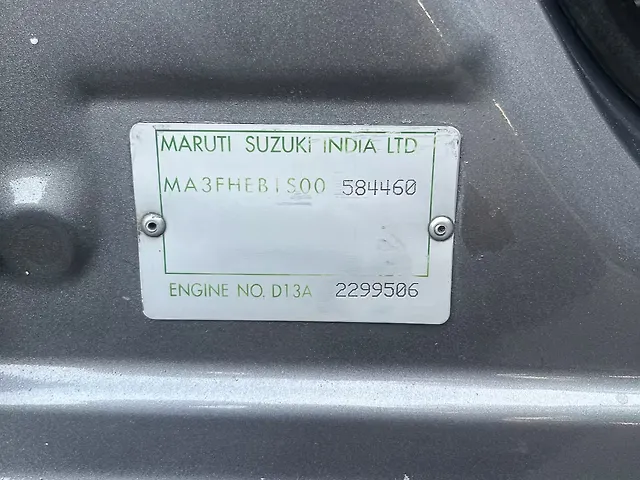 MARUTI SUZUKI INDIA LTD
MA3FHEB1S00 584460
ENGINE NO. D13A 2299506